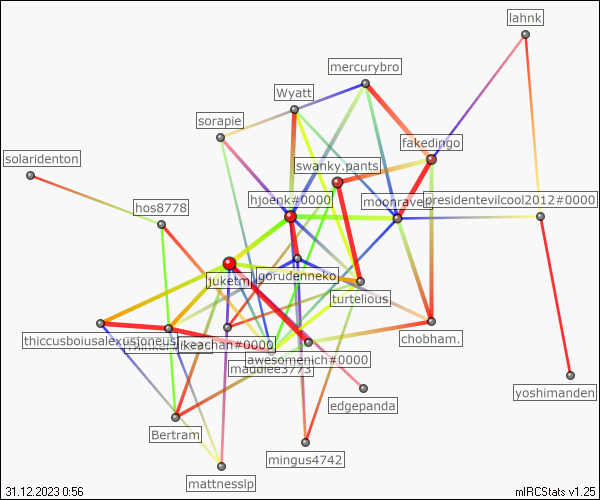 lahnk
mercurybro
Wyatt
sorapie
fakedingo
solaridenton
swanky.pants
hos8778
hjoenk#0000
moonraven
presidentevilcool2012#0000
juketm
gorudenneko
turtelious
thiccusboiusalexusjoneus
ikeachan#0000
chobham.
awesomenich#0000
maddiee3773
yoshimanden
edgepanda
Bertram
mingus4742
mattnesslp
31.12.2023 0:56
mIRCStats v1.25